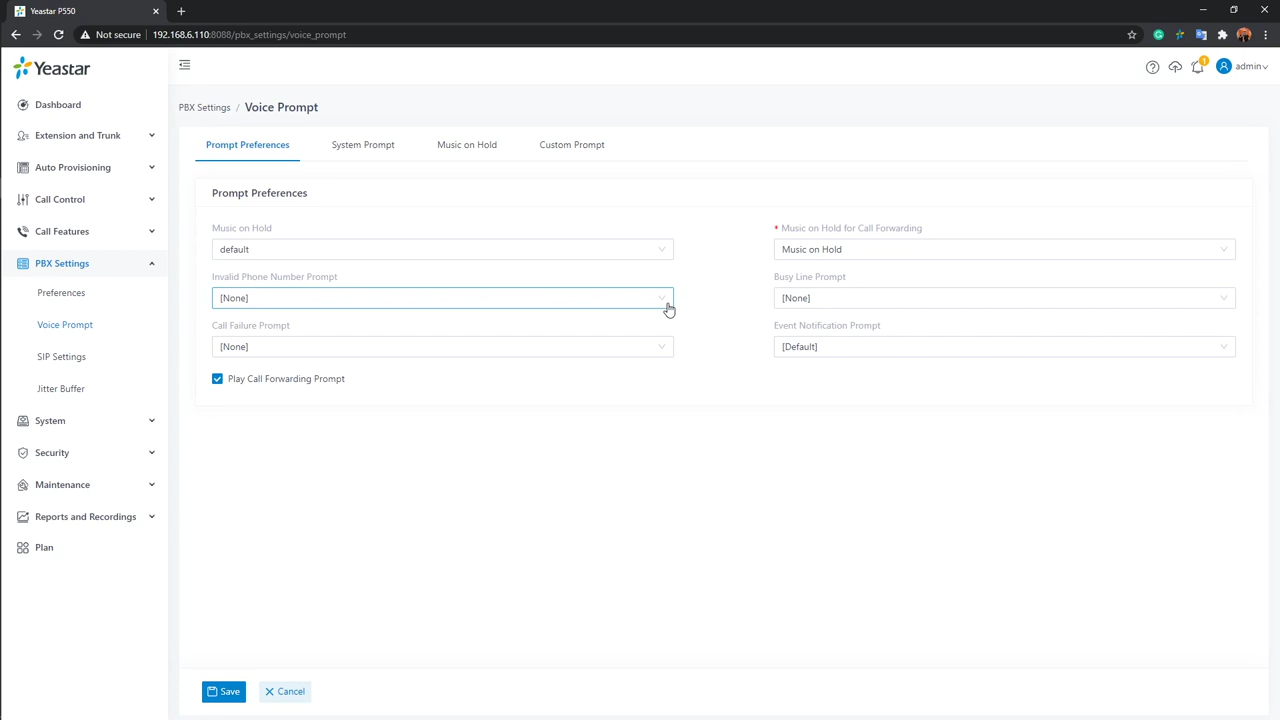 Yeastar P550
Not secure 192.168.6.110:8088/pbx_settings/voice_prompt
Yeastar
1
admin
Dashboard
Extension and Trunk
Auto Provisioning
Call Control
Call Features
PBX Settings
Preferences
Voice Prompt
SIP Settings
Jitter Buffer
System
Security
Maintenance
Reports and Recordings
Plan
PBX Settings / Voice Prompt
Prompt Preferences System Prompt Music on Hold Custom Prompt
Prompt Preferences
Music on Hold * Music on Hold for Call Forwarding
default Music on Hold
Invalid Phone Number Prompt Busy Line Prompt
[None] [None]
Call Failure Prompt Event Notification Prompt
[None] [Default]
Play Call Forwarding Prompt
Save Cancel